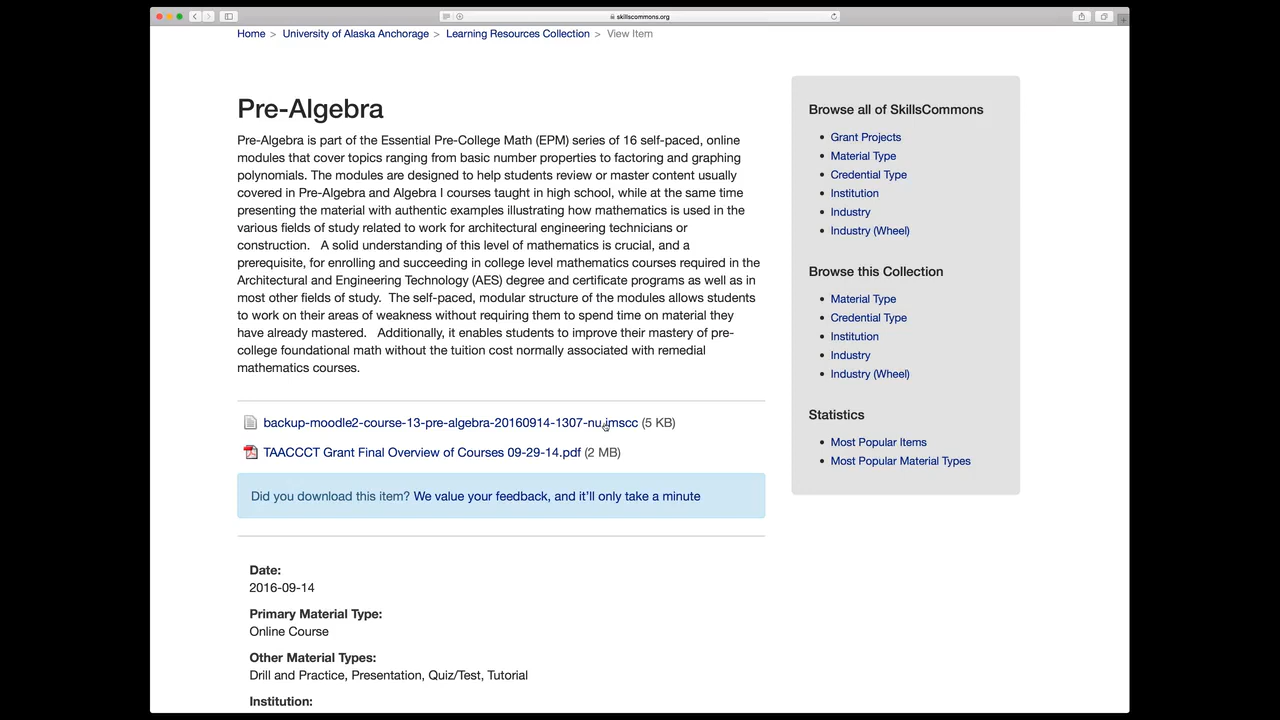 skillscommons.org
Home > University of Alaska Anchorage > Learning Resources Collection > View Item
Pre-Algebra
Pre-Algebra is part of the Essential Pre-College Math (EPM) series of 16 self-paced, online
modules that cover topics ranging from basic number properties to factoring and graphing
polynomials. The modules are designed to help students review or master content usually
covered in Pre-Algebra and Algebra I courses taught in high school, while at the same time
presenting the material with authentic examples illustrating how mathematics is used in the
various fields of study related to work for architectural engineering technicians or
construction. A solid understanding of this level of mathematics is crucial, and a
prerequisite, for enrolling and succeeding in college level mathematics courses required in the
Architectural and Engineering Technology (AES) degree and certificate programs as well as in
most other fields of study. The self-paced, modular structure of the modules allows students
to work on their areas of weakness without requiring them to spend time on material they
have already mastered. Additionally, it enables students to improve their mastery of pre-
college foundational math without the tuition cost normally associated with remedial
mathematics courses.
backup-moodle2-course-13-pre-algebra-20160914-1307-nu.imscc (5 KB)
TAACCCT Grant Final Overview of Courses 09-29-14.pdf (2 MB)
Did you download this item? We value your feedback, and it'll only take a minute
Date:
2016-09-14
Primary Material Type:
Online Course
Other Material Types:
Drill and Practice, Presentation, Quiz/Test, Tutorial
Institution:
Browse all of SkillsCommons
Grant Projects
Material Type
Credential Type
Institution
Industry
Industry (Wheel)
Browse this Collection
Material Type
Credential Type
Institution
Industry
Industry (Wheel)
Statistics
Most Popular Items
Most Popular Material Types